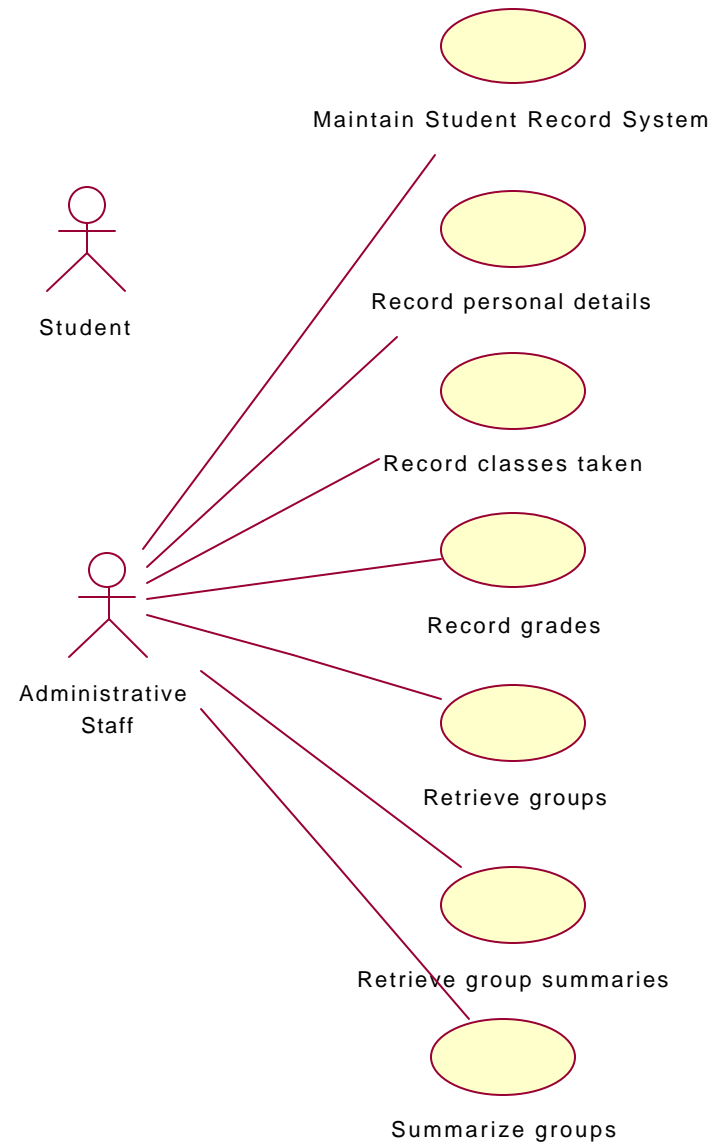 Maintain Student Record System
Record personal details
Student
Record classes taken
Record grades
Administrative
Staff
Retrieve groups
Retrieve group summaries
Summarize groups